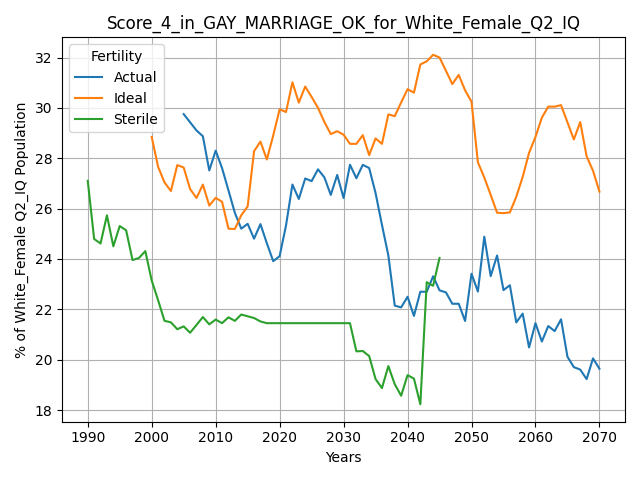 Score_4_in_GAY_MARRIAGE_OK_for_White_Female_Q2_IQ
Fertility
Actual
Ideal
Sterile
% of White_Female Q2_IQ Population
32
30
28
26
24
22
20
18
1990 2000 2010 2020 2030 2040 2050 2060 2070
Years